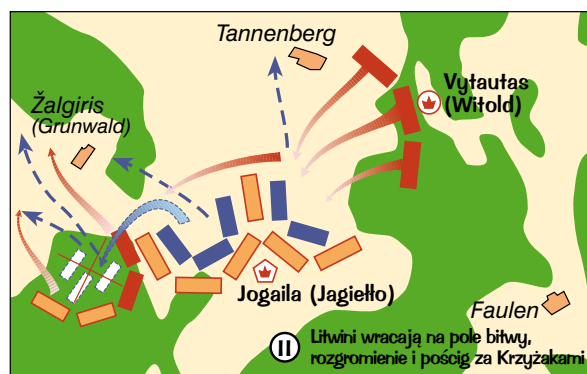 Tannenberg
Vytautas
(Witold)
Žalgiris
(Grunwald)
Jogaila (Jagiełło)
Faulen
II
Litwini wracają na pole bitwy,
rozgromienie i pościg za Krzyżakami